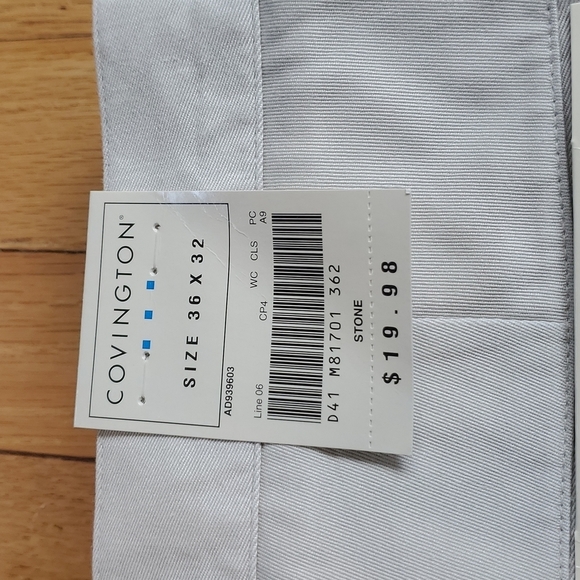 COVINGTON®
SIZE 36 X 32
AD939603
Line 06 CP4 WC CLS PC
A9
D41 M81701 362
STONE
$19.98